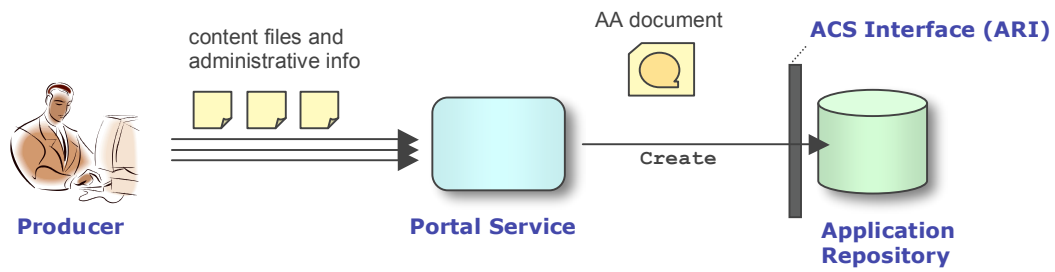 content files and
administrative info
AA document
ACS Interface (ARI)
Create
Producer
Portal Service
Application
Repository